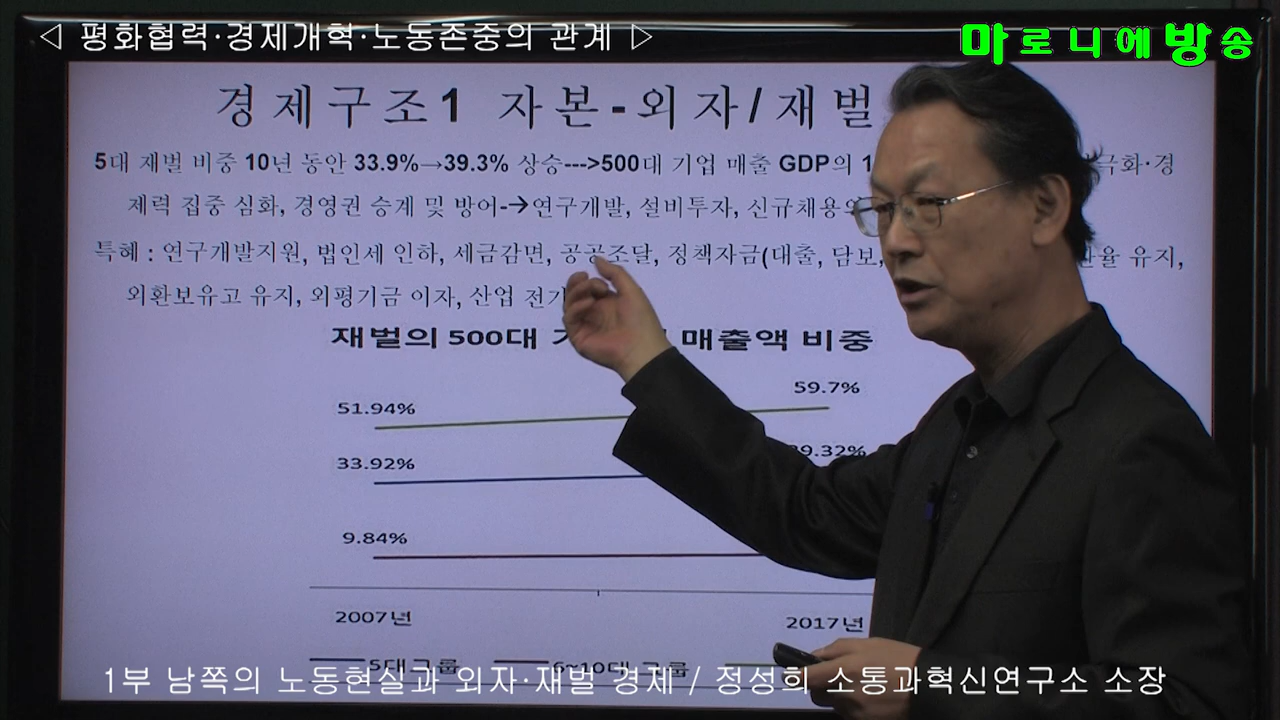 ◁ 평화협력·경제개혁·노동존중의 관계 ▷
마로니에방송
경제구조1 자본-외자/재벌
5대 재벌 비중 10년 동안 33.9%→39.3% 상승--->500대 기업 매출 GDP의 1 극화·경
제력 집중 심화, 경영권 승계 및 방어-→연구개발, 설비투자, 신규채용
특혜 : 연구개발지원, 법인세 인하, 세금감면, 공공조달, 정책자금(대출, 담보, 율 유지,
외환보유고 유지, 외평기금 이자, 산업 전기
재벌의 500대 매출액 비중
59.7%
51.94%
39.32%
33.92%
9.84%
2007년
2017년
5대그룹 6~10대 그룹
1부 남쪽의 노동현실과 외자·재벌 경제 / 정성희 소통과혁신연구소 소장